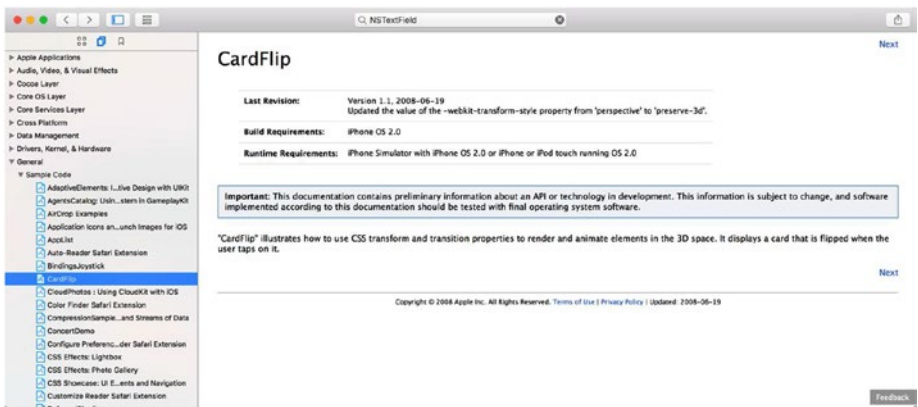 NSTextField
Apple Applications
Audio, Video, & Visual Effects
Cocoa Layer
Core OS Layer
Core Services Layer
Cross Platform
Data Management
Drivers, Kernel, & Hardware
General
Sample Code
AdaptiveElements: I...tive Design with UIKit
AgentsCatalog: Usin...stem in GameplayKit
AirDrop Examples
Application Icons an...unch Images for iOS
AppList
Auto-Reader Safari Extension
BindingsJoystick
CardFlip
CloudPhotos : Using CloudKit with iOS
Color Finder Safari Extension
CompressionSample...and Streams of Data
ConcertDemo
Configure Preferenc...der Safari Extension
CSS Effects: Lightbox
CSS Effects: Photo Gallery
CSS Showcase: UI E...ents and Navigation
Customize Reader Safari Extension
Next
CardFlip
Last Revision: Version 1.1, 2008-06-19
Updated the value of the -webkit-transform-style property from 'perspective' to 'preserve-3d'.
Build Requirements: iPhone OS 2.0
Runtime Requirements: iPhone Simulator with iPhone OS 2.0 or iPhone or iPod touch running OS 2.0
Important: This documentation contains preliminary information about an API or technology in development. This information is subject to change, and software
implemented according to this documentation should be tested with final operating system software.
"CardFlip" illustrates how to use CSS transform and transition properties to render and animate elements in the 3D space. It displays a card that is flipped when the
user taps on it.
Next
Copyright © 2008 Apple Inc. All Rights Reserved. Terms of Use | Privacy Policy | Updated: 2008-06-19
Feedback